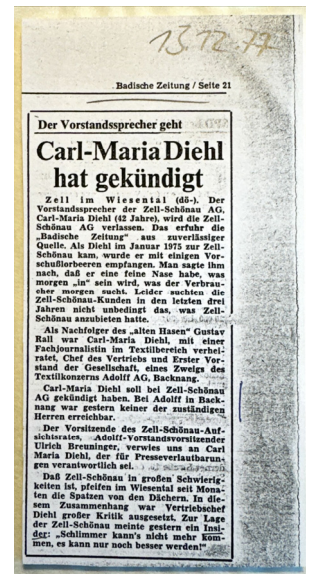 13.12.77
Badische Zeitung / Seite 21
Der Vorstandssprecher geht
Carl-Maria Diehl
hat gekündigt
Zell im Wiesental (dö-). Der
Vorstandssprecher der Zell-Schönau AG,
Carl-Maria Diehl (42 Jahre), wird die Zell-
Schönau AG verlassen. Das erfuhr die
„Badische Zeitung" aus zuverlässiger
Quelle. Als Diehl im Januar 1975 zur Zell-
Schönau kam, wurde er mit einigen Vor-
schußlorbeeren empfangen. Man sagte ihm
nach, daß er eine feine Nase habe, was
morgen „in" sein wird, was der Verbrau-
cher morgen sucht. Leider suchten die
Zell-Schönau-Kunden in den letzten drei
Jahren nicht unbedingt das, was Zell-
Schönau anzubieten hatte.
Als Nachfolger des „alten Hasen" Gustav
Rall war Carl-Maria Diehl, mit einer
Fachjournalistin im Textilbereich verhei-
ratet, Chef des Vertriebs und Erster Vor-
stand der Gesellschaft, eines Zweigs des
Textilkonzerns Adolff AG, Backnang.
Carl-Maria Diehl soll bei Zell-Schönau
AG gekündigt haben. Bei Adolff in Back-
nang war gestern keiner der zuständigen
Herren erreichbar.
Der Vorsitzende des Zell-Schönau-Auf-
sichtsrates, Adolff-Vorstandsvorsitzender
Ulrich Breuninger, verwies uns an Carl
Maria Diehl, der für Presseverlautbarun-
gen verantwortlich sei.
Daß Zell-Schönau in großen Schwierig-
keiten ist, pfeifen im Wiesental seit Mona-
ten die Spatzen von den Dächern. In die-
sem Zusammenhang war Vertriebschef
Diehl großer Kritik ausgesetzt. Zur Lage
der Zell-Schönau meinte gestern ein Insi-
der: „Schlimmer kann's nicht mehr kom-
men, es kann nur noch besser werden!"